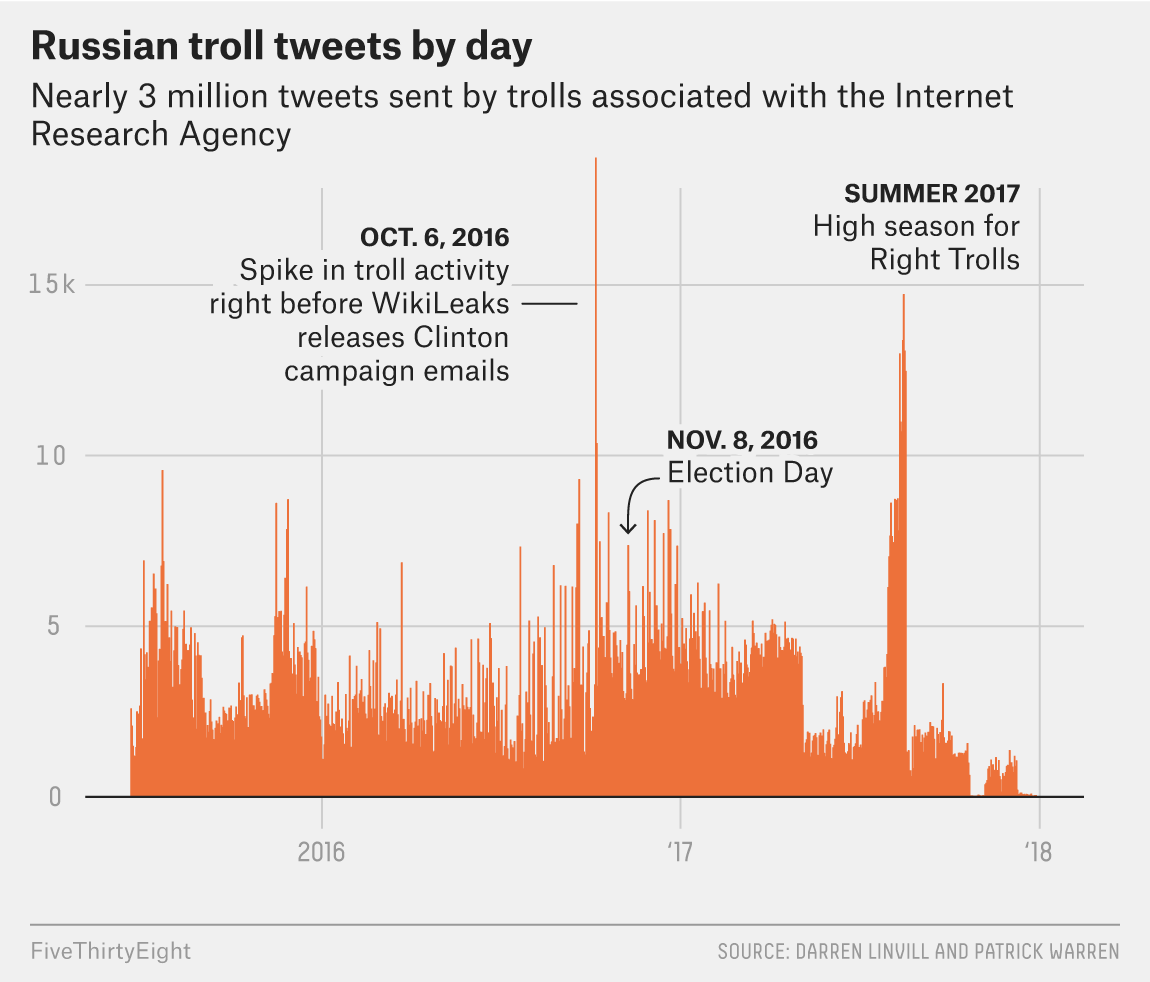 Russian troll tweets by day
Nearly 3 million tweets sent by trolls associated with the Internet
Research Agency
SUMMER 2017
High season for
Right Trolls
OCT. 6, 2016
Spike in troll activity
right before WikiLeaks
releases Clinton
campaign emails
15k
NOV. 8, 2016
Election Day
10
5
0
2016
‘17
‘18
FiveThirtyEight
SOURCE: DARREN LINVILL AND PATRICK WARREN